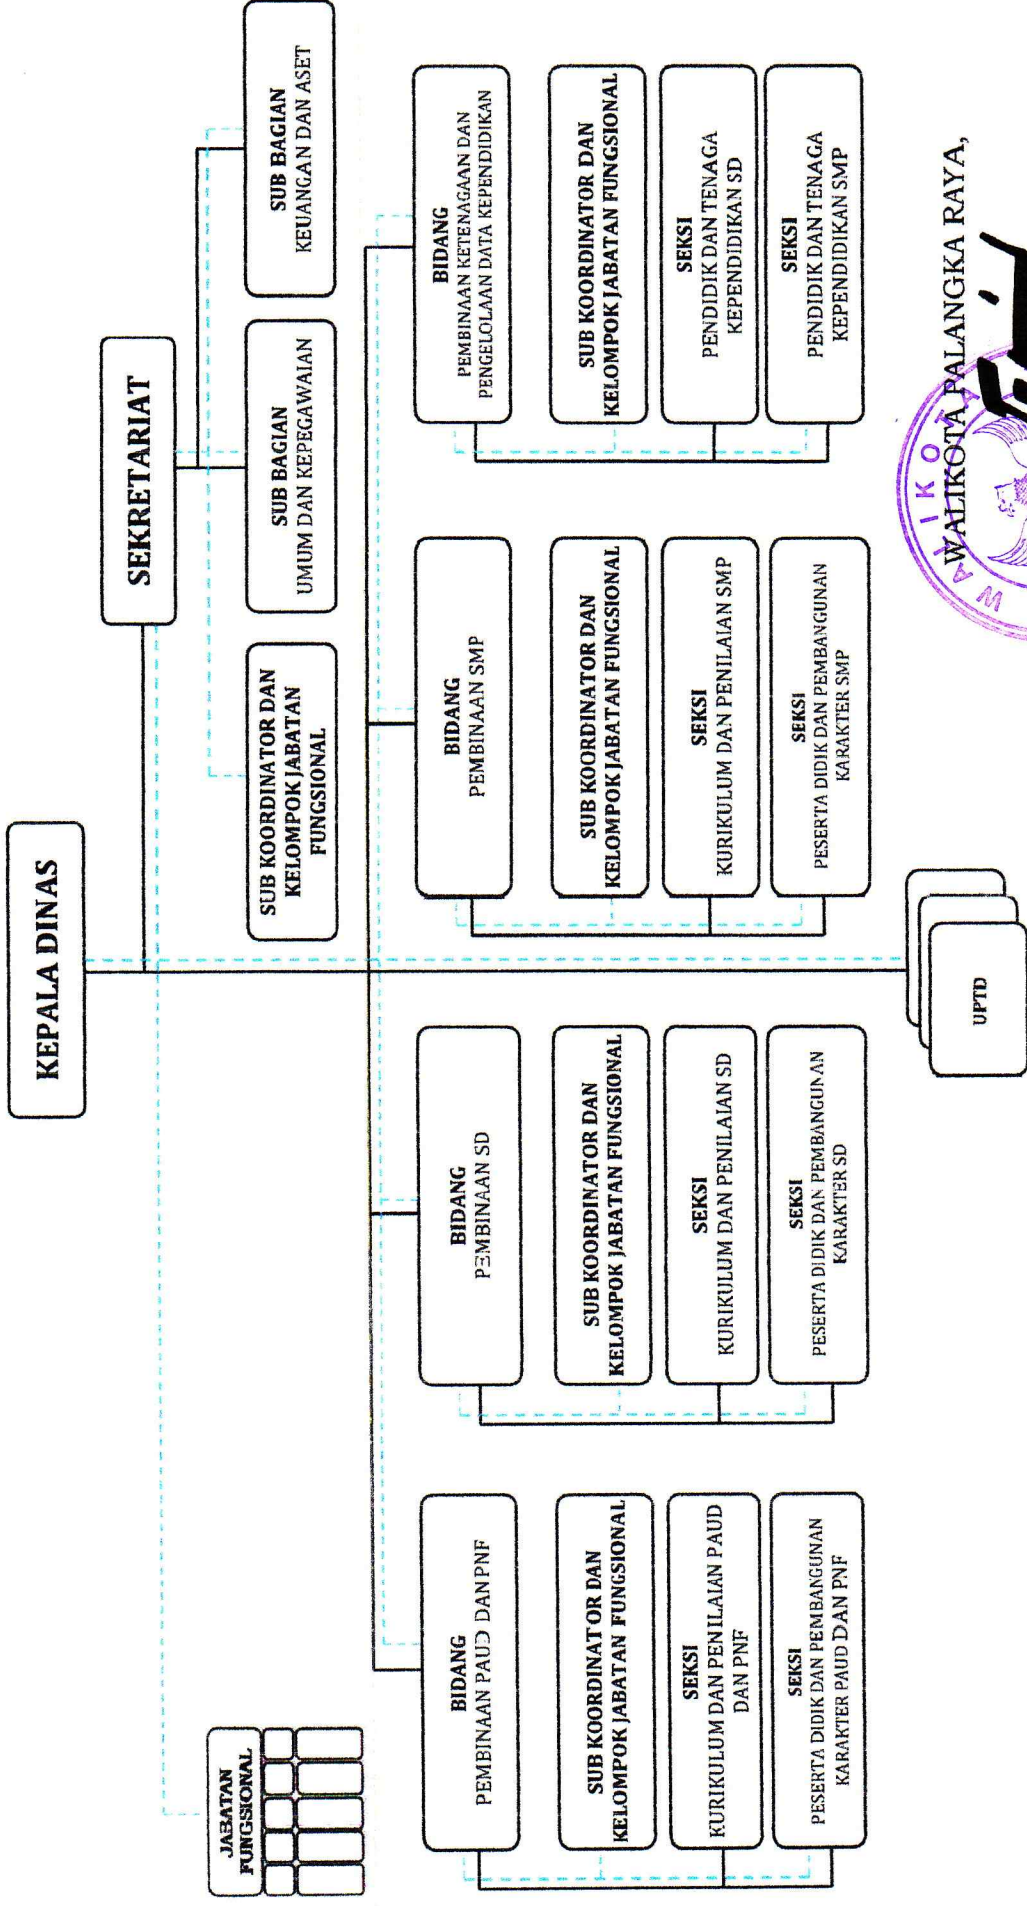 KEPALA DINAS
SEKRETARIAT
JABATAN
FUNGSIONAL
SUB KOORDINATOR DAN
KELOMPOK JABATAN
FUNGSIONAL
SUB BAGIAN
UMUM DAN KEPEGAWAIAN
SUB BAGIAN
KEUANGAN DAN ASET
BIDANG
PEMBINAAN PAUD DAN PNF
SUB KOORDINATOR DAN
KELOMPOK JABATAN FUNGSIONAL
SEKSI
KURIKULUM DAN PENILAIAN PAUD
DAN PNF
SEKSI
PESERTA DIDIK DAN PEMBANGUNAN
KARAKTER PAUD DAN PNF
BIDANG
PEMBINAAN SD
SUB KOORDINATOR DAN
KELOMPOK JABATAN FUNGSIONAL
SEKSI
KURIKULUM DAN PENILAIAN SD
SEKSI
PESERTA DIDIK DAN PEMBANGUNAN
KARAKTER SD
BIDANG
PEMBINAAN SMP
SUB KOORDINATOR DAN
KELOMPOK JABATAN FUNGSIONAL
SEKSI
KURIKULUM DAN PENILAIAN SMP
SEKSI
PESERTA DIDIK DAN PEMBANGUNAN
KARAKTER SMP
BIDANG
PEMBINAAN KETENAGAAN DAN
PENGELOLAAN DATA KEPENDIDIKAN
SUB KOORDINATOR DAN
KELOMPOK JABATAN FUNGSIONAL
SEKSI
PENDIDIK DAN TENAGA
KEPENDIDIKAN SD
SEKSI
PENDIDIK DAN TENAGA
KEPENDIDIKAN SMP
UPTD
WALIKOTA PALANGKA RAYA,
WALIKOTA